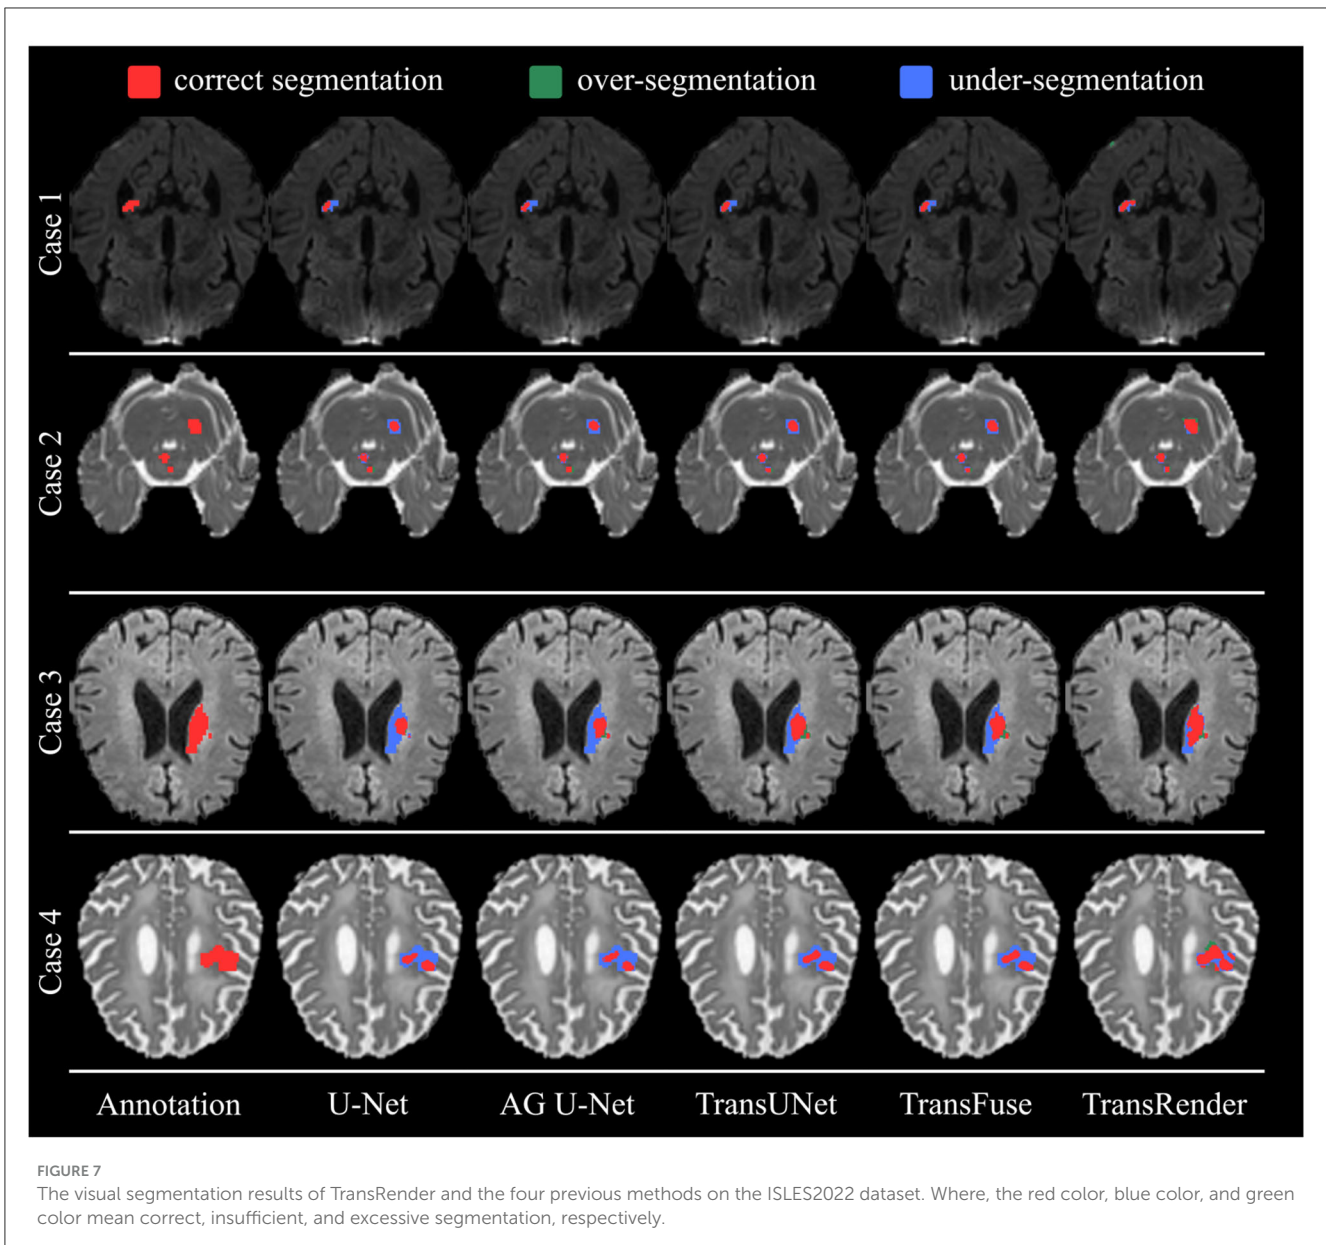 correct segmentation over-segmentation under-segmentation
Case 1
Case 2
Case 3
Case 4
Annotation U-Net AG U-Net TransUNet TransFuse TransRender
FIGURE 7
The visual segmentation results of TransRender and the four previous methods on the ISLES2022 dataset. Where, the red color, blue color, and green
color mean correct, insufficient, and excessive segmentation, respectively.